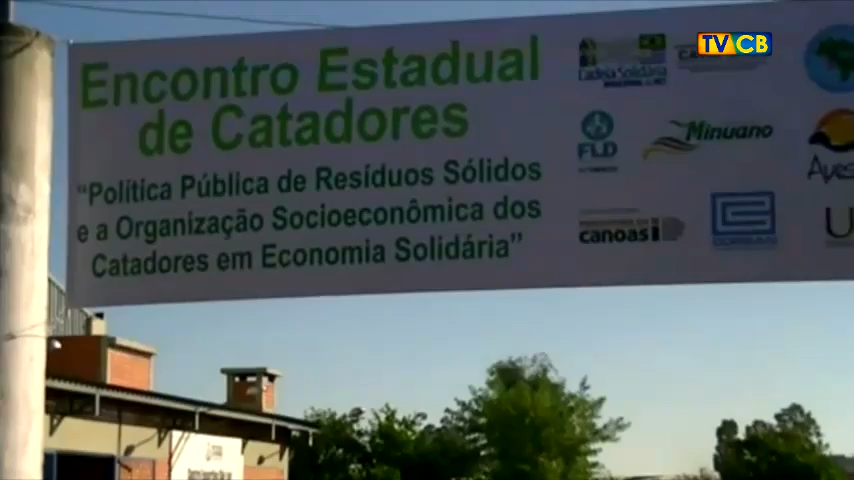 TVCB
Encontro Estadual
de Catadores
"Política Pública de Resíduos Sólidos
e a Organização Socioeconômica dos
Catadores em Economia Solidária"
Cadeia Solidária
FLD
Minuano
canoas